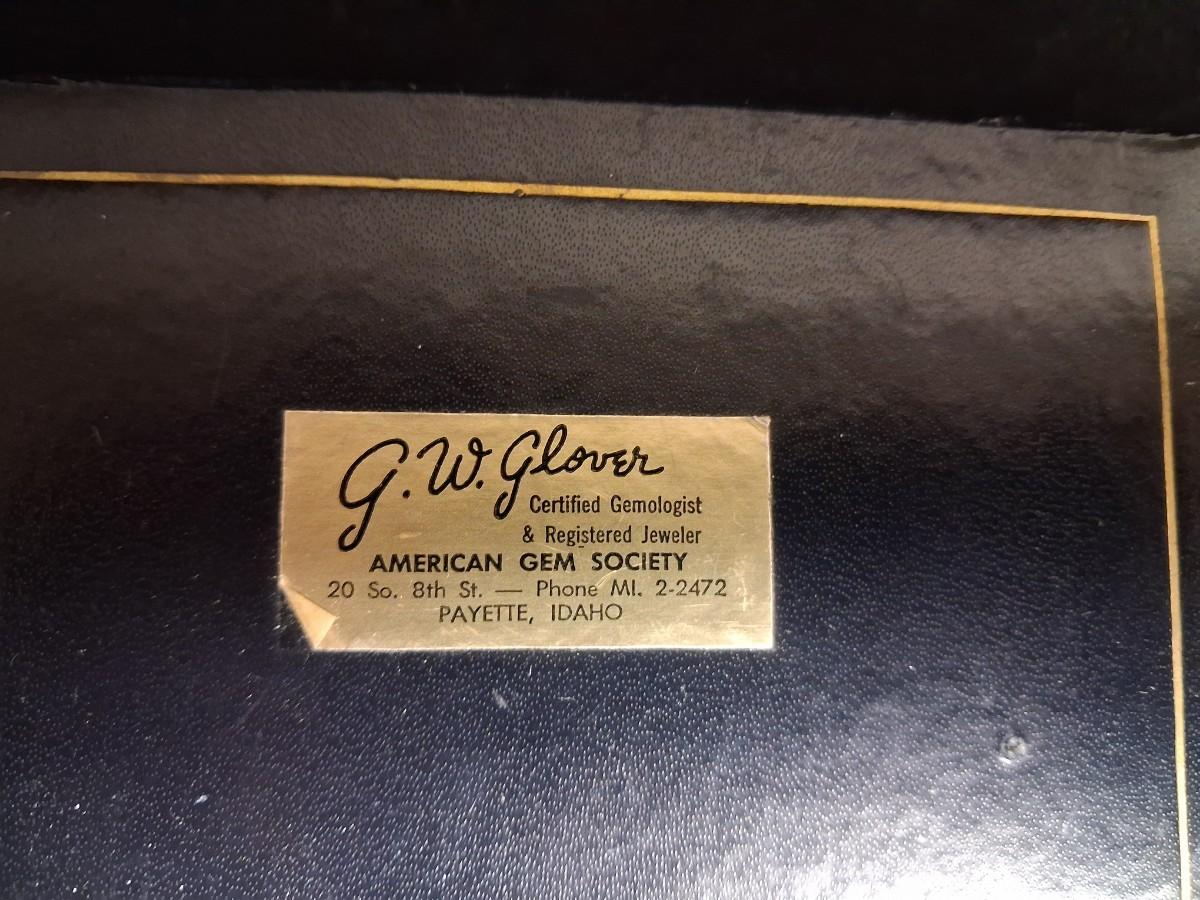 G. W. Glover
Certified Gemologist
& Registered Jeweler
AMERICAN GEM SOCIETY
20 So. 8th St. — Phone MI. 2-2472
PAYETTE, IDAHO